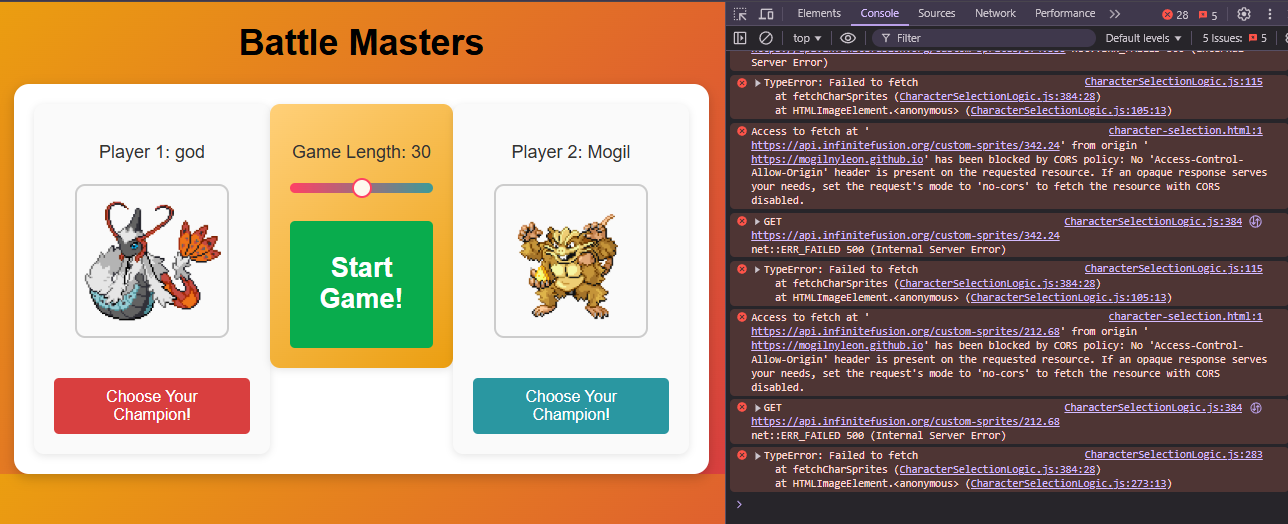 Battle Masters
Player 1: god
Game Length: 30
Player 2: Mogil
Start
Game!
Choose Your
Champion!
Choose Your
Champion!
Elements Console Sources Network Performance 28 5
top Filter Default levels 5 Issues: 5
Server Error)
TypeError: Failed to fetch CharacterSelectionLogic.js:115
at fetchCharSprites (CharacterSelectionLogic.js:384:28)
at HTMLImageElement.<anonymous> (CharacterSelectionLogic.js:105:13)
Access to fetch at ' character-selection.html:1
https://api.infinitefusion.org/custom-sprites/342.24' from origin '
https://mogilnyleon.github.io' has been blocked by CORS policy: No 'Access-Control-
Allow-Origin' header is present on the requested resource. If an opaque response serves
your needs, set the request's mode to 'no-cors' to fetch the resource with CORS
disabled.
GET CharacterSelectionLogic.js:384
https://api.infinitefusion.org/custom-sprites/342.24
net::ERR_FAILED 500 (Internal Server Error)
TypeError: Failed to fetch CharacterSelectionLogic.js:115
at fetchCharSprites (CharacterSelectionLogic.js:384:28)
at HTMLImageElement.<anonymous> (CharacterSelectionLogic.js:105:13)
Access to fetch at ' character-selection.html:1
https://api.infinitefusion.org/custom-sprites/212.68' from origin '
https://mogilnyleon.github.io' has been blocked by CORS policy: No 'Access-Control-
Allow-Origin' header is present on the requested resource. If an opaque response serves
your needs, set the request's mode to 'no-cors' to fetch the resource with CORS
disabled.
GET CharacterSelectionLogic.js:384
https://api.infinitefusion.org/custom-sprites/212.68
net::ERR_FAILED 500 (Internal Server Error)
TypeError: Failed to fetch CharacterSelectionLogic.js:283
at fetchCharSprites (CharacterSelectionLogic.js:384:28)
at HTMLImageElement.<anonymous> (CharacterSelectionLogic.js:273:13)